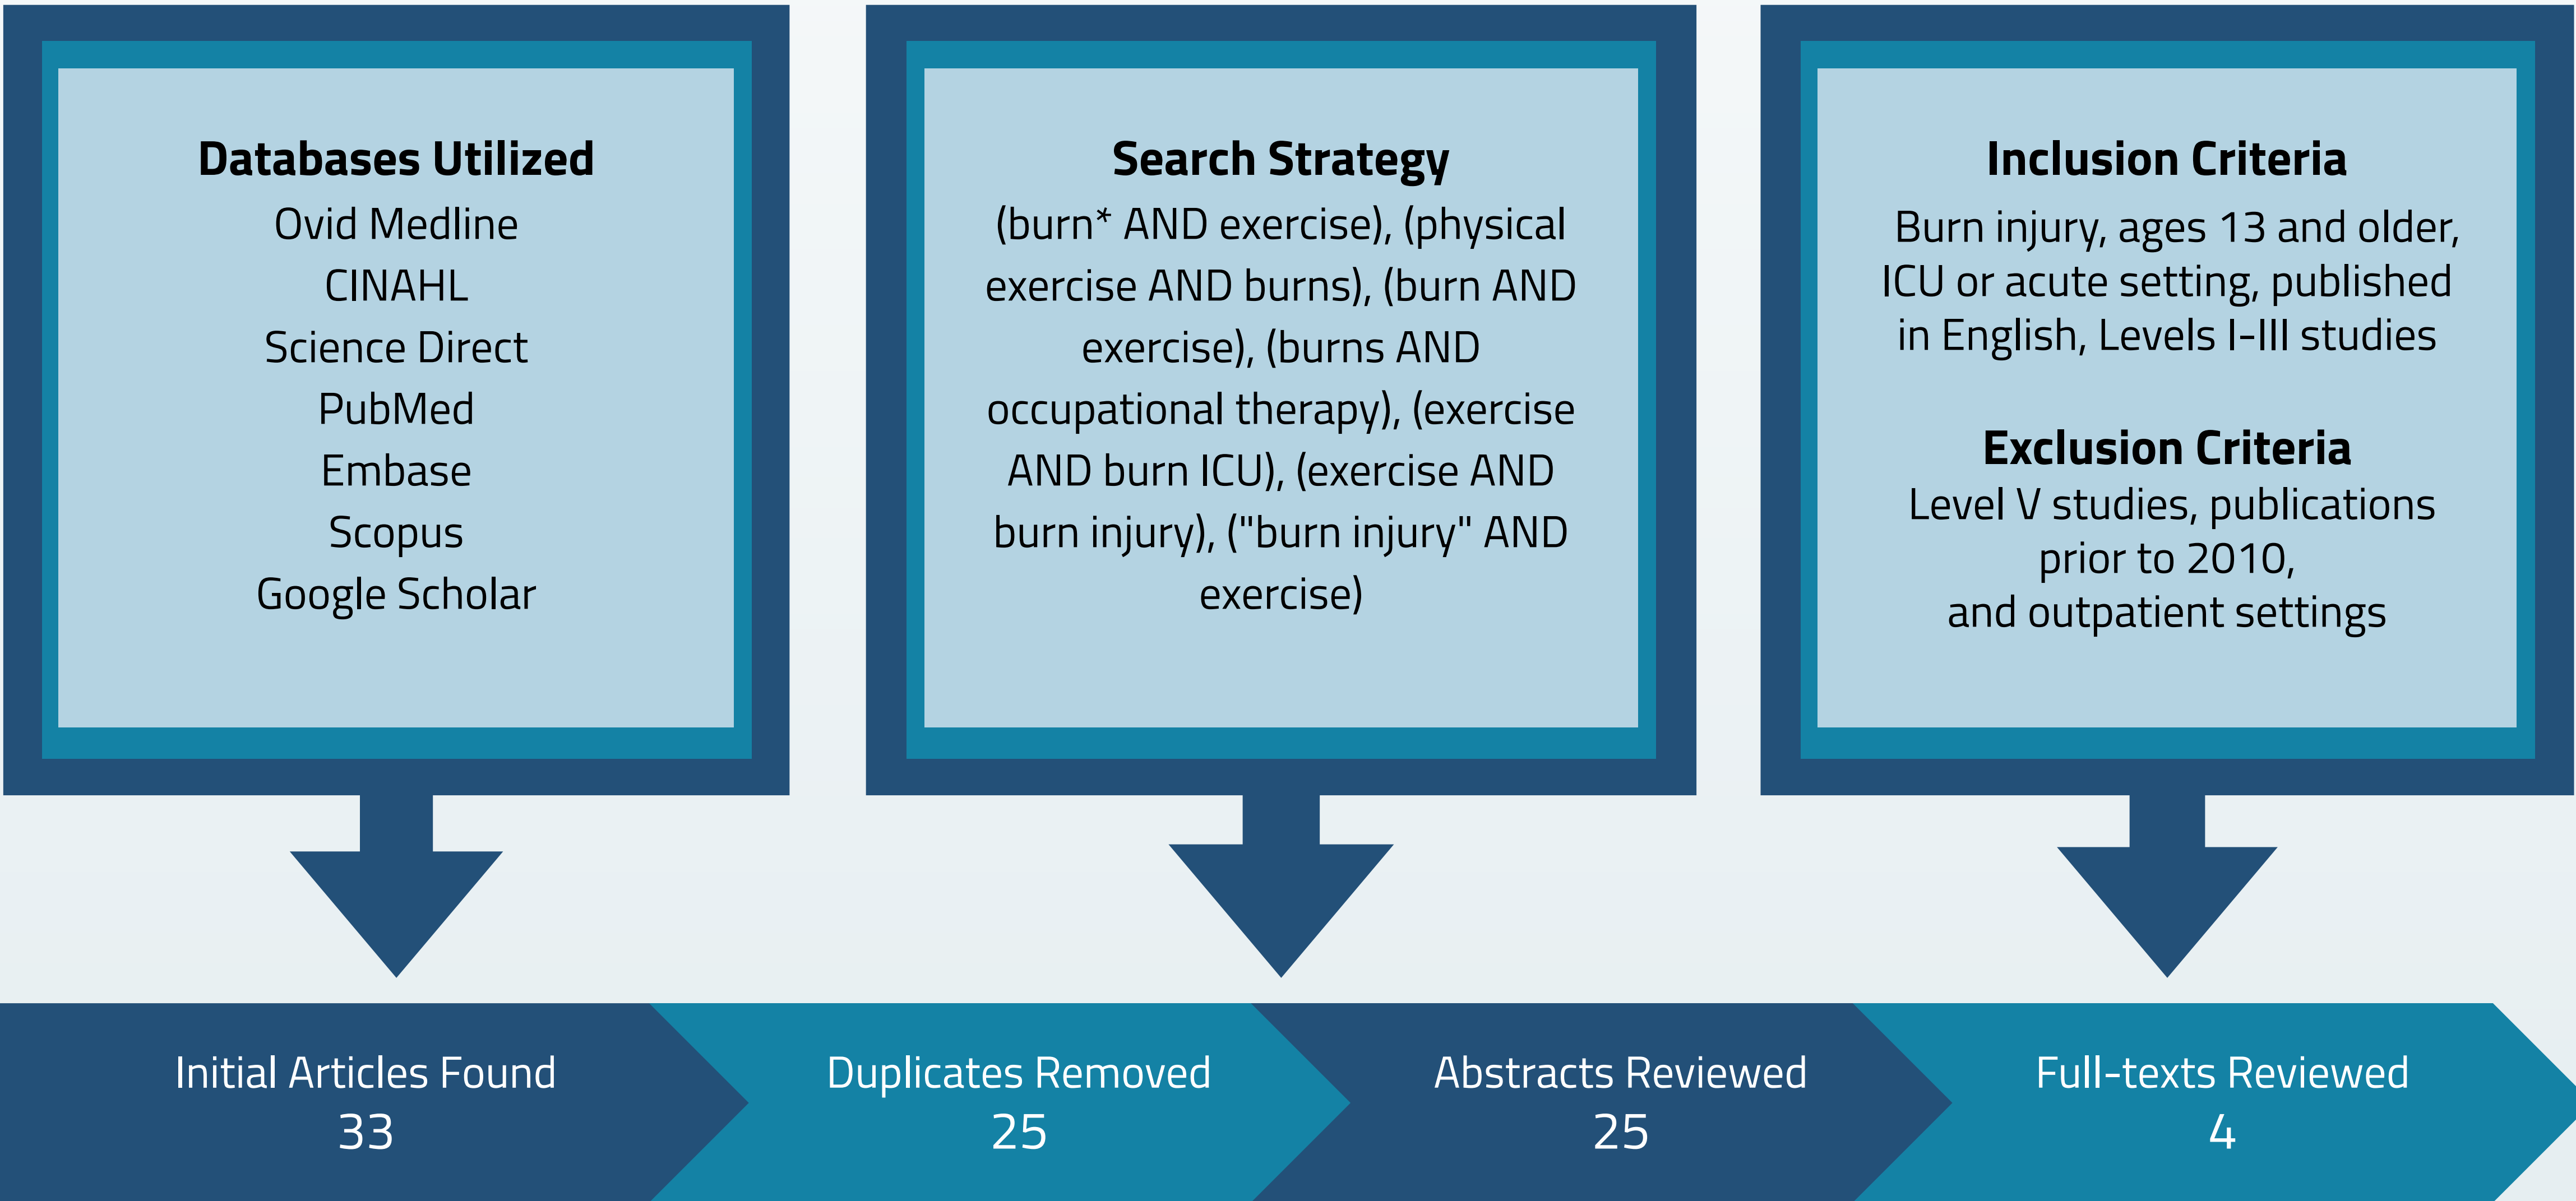 Databases Utilized
Ovid Medline
CINAHL
Science Direct
PubMed
Embase
Scopus
Google Scholar
Search Strategy
(burn* AND exercise), (physical
exercise AND burns), (burn AND
exercise), (burns AND
occupational therapy), (exercise
AND burn ICU), (exercise AND
burn injury), ("burn injury" AND
exercise)
Inclusion Criteria
Burn injury, ages 13 and older,
ICU or acute setting, published
in English, Levels I-III studies
Exclusion Criteria
Level V studies, publications
prior to 2010,
and outpatient settings
Initial Articles Found
33
Duplicates Removed
25
Abstracts Reviewed
25
Full-texts Reviewed
4